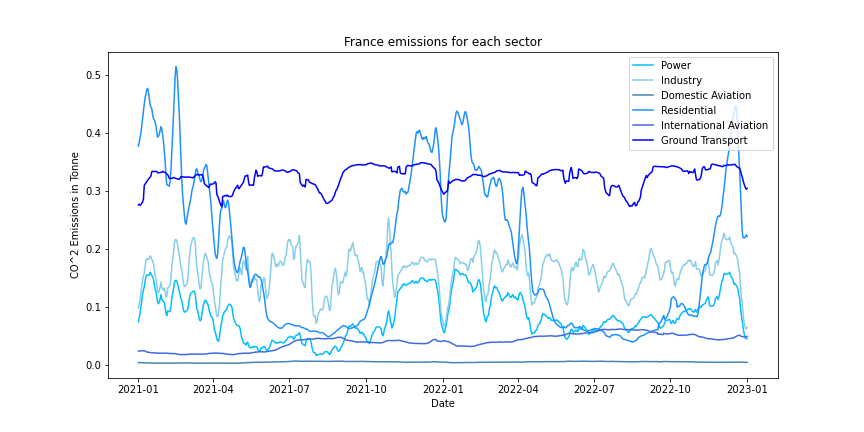 France emissions for each sector
CO^2 Emissions in Tonne
0.5
0.4
0.3
0.2
0.1
0.0
Power
Industry
Domestic Aviation
Residential
International Aviation
Ground Transport
2021-01 2021-04 2021-07 2021-10 2022-01 2022-04 2022-07 2022-10 2023-01
Date